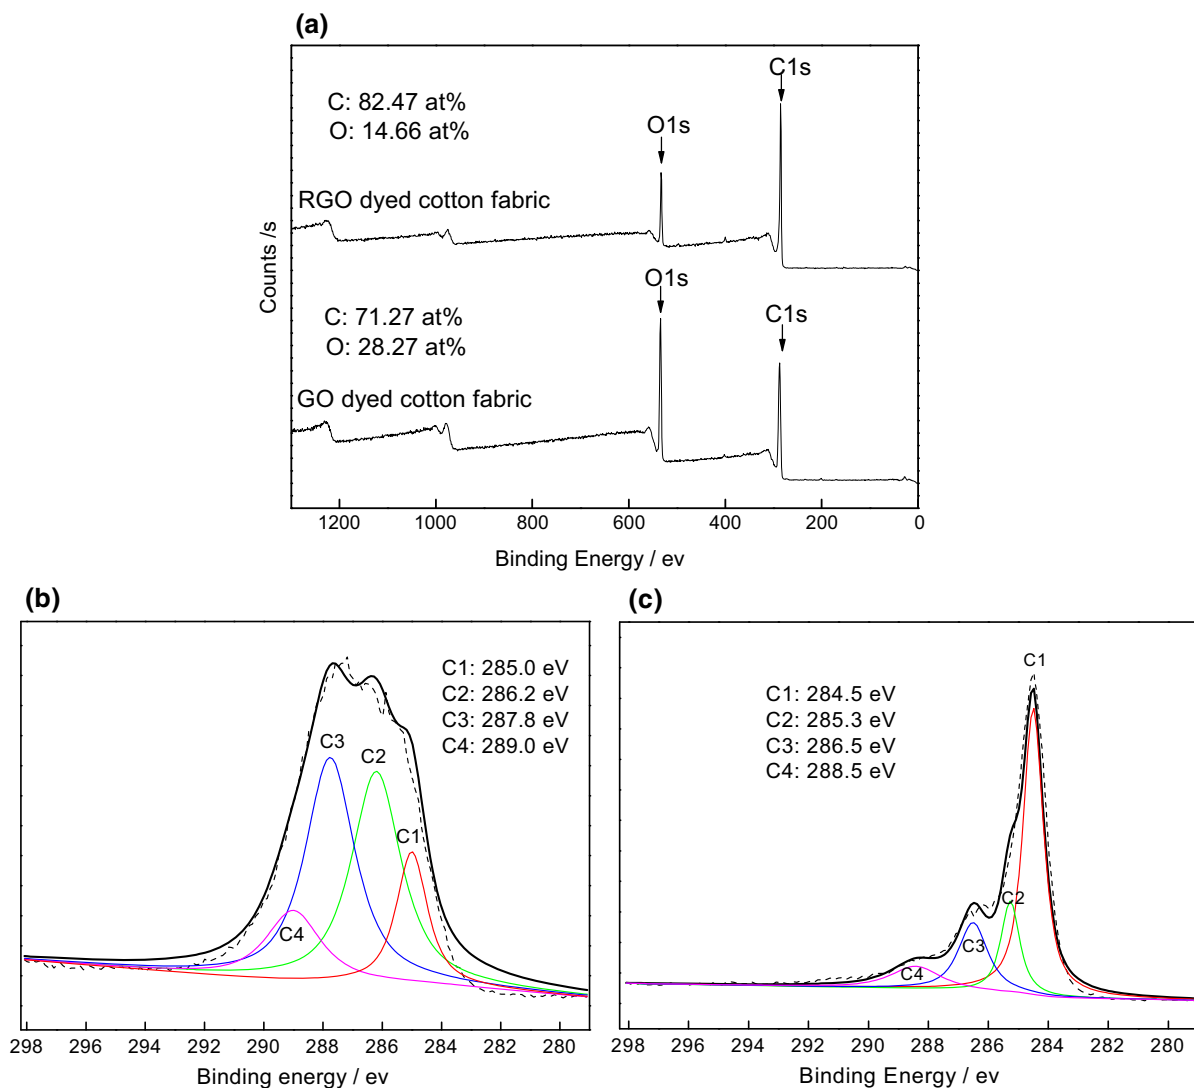 (a)
C1s
C: 82.47 at%
O: 14.66 at%
O1s
RGO dyed cotton fabric
Counts /s
O1s
C: 71.27 at%
C1s
O: 28.27 at%
GO dyed cotton fabric
1200 1000 800 600 400 200 0
Binding Energy / ev
(b)
C1: 285.0 eV
C2: 286.2 eV
C3: 287.8 eV
C4: 289.0 eV
C3
C2
C1
C4
298 296 294 292 290 288 286 284 282 280
Binding energy / ev
(c)
C1
C1: 284.5 eV
C2: 285.3 eV
C3: 286.5 eV
C4: 288.5 eV
C2
C3
C4
298 296 294 292 290 288 286 284 282 280
Binding Energy / ev